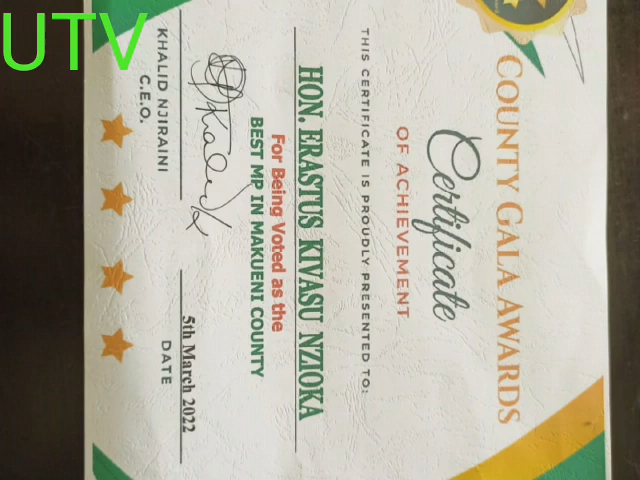 UTV
COUNTY GALA AWARDS
Certificate
OF ACHIEVEMENT
THIS CERTIFICATE IS PROUDLY PRESENTED TO:
HON. ERASTUS KIVASU NZIOKA
For Being Voted as the
BEST MP IN MAKUENI COUNTY
5th March 2022
KHALID NJIRAINI
C.E.O.
DATE